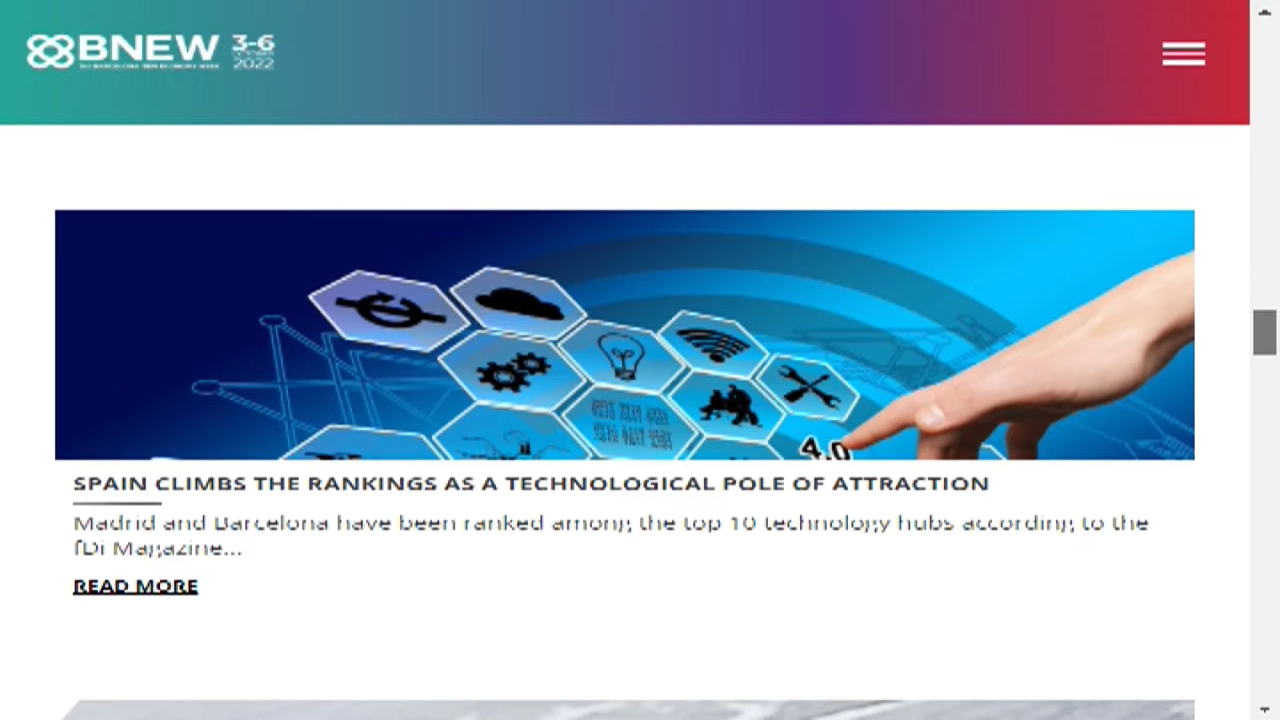 BNEW 3-6
2022
4.0
SPAIN CLIMBS THE RANKINGS AS A TECHNOLOGICAL POLE OF ATTRACTION
Madrid and Barcelona have been ranked among the top 10 technology hubs according to the
fDi Magazine...
READ MORE